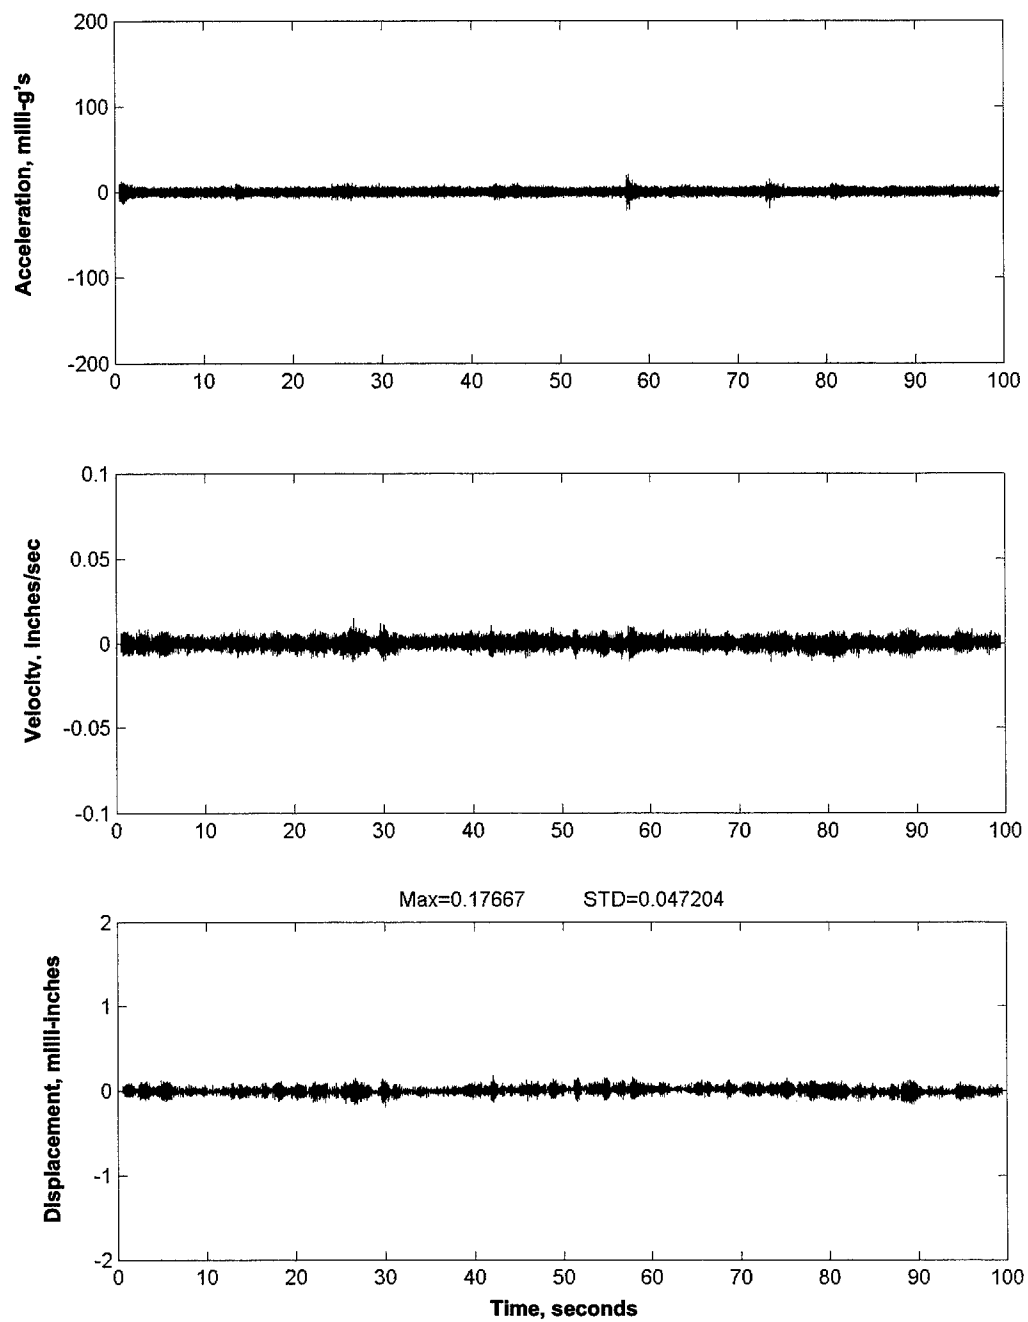 200
100
0
-100
-200
Acceleration, milli-g's
0 10 20 30 40 50 60 70 80 90 100
0.1
0.05
0
-0.05
-0.1
Velocity, inches/sec
0 10 20 30 40 50 60 70 80 90 100
Max=0.17667 STD=0.047204
2
1
0
-1
-2
Displacement, milli-inches
0 10 20 30 40 50 60 70 80 90 100
Time, seconds